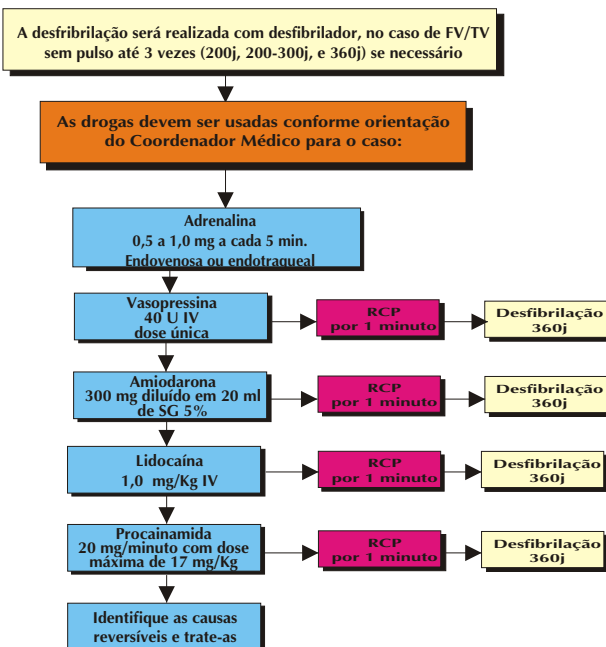 A desfribrilação será realizada com desfibrilador, no caso de FV/TV
sem pulso até 3 vezes (200j, 200-300j, e 360j) se necessário
As drogas devem ser usadas conforme orientação
do Coordenador Médico para o caso:
Adrenalina
0,5 a 1,0 mg a cada 5 min.
Endovenosa ou endotraqueal
Vasopressina
40 U IV
dose única
RCP
por 1 minuto
Desfibrilação
360j
Amiodarona
300 mg diluído em 20 ml
de SG 5%
RCP
por 1 minuto
Desfibrilação
360j
Lidocaína
1,0 mg/Kg IV
RCP
por 1 minuto
Desfibrilação
360j
Procainamida
20 mg/minuto com dose
máxima de 17 mg/Kg
RCP
por 1 minuto
Desfibrilação
360j
Identifique as causas
reversíveis e trate-as